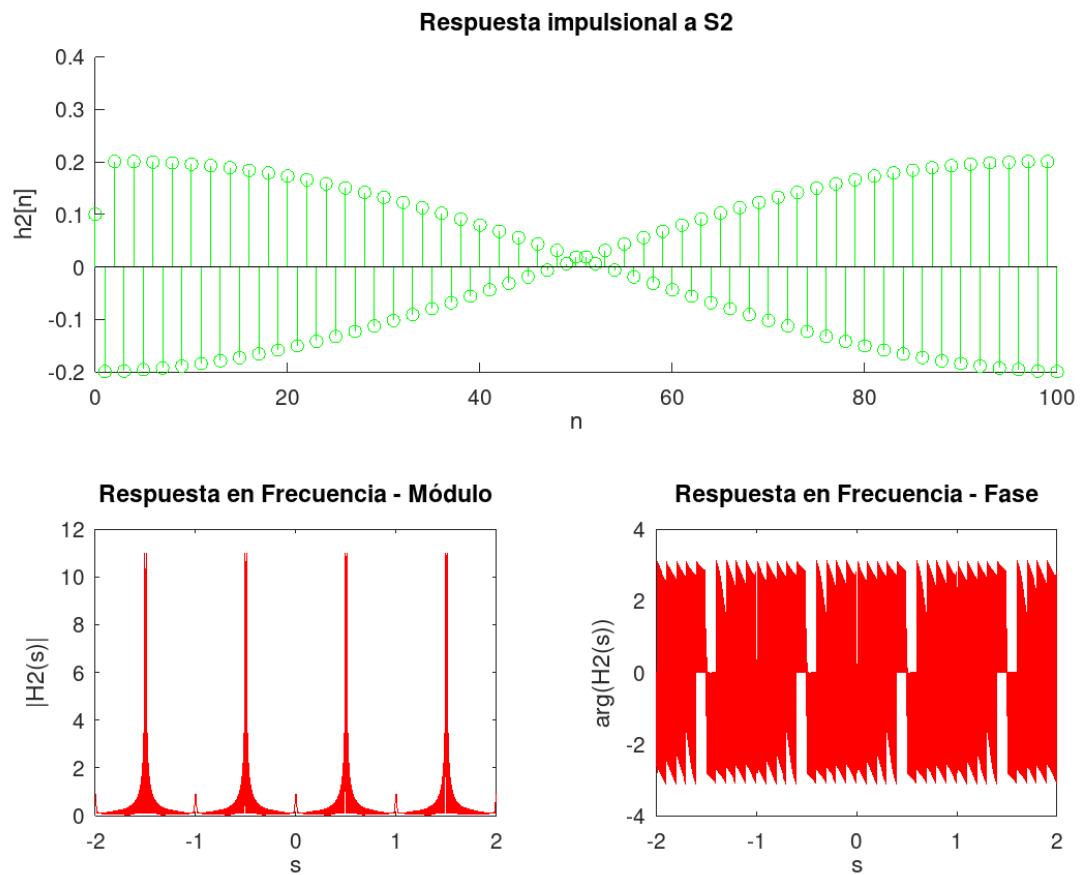 Respuesta impulsional a S2
0.4
0.3
0.2
0.1
0
-0.1
-0.2
h2[n]
0 20 40 60 80 100
n
Respuesta en Frecuencia - Módulo
12
10
8
6
4
2
0
|H2(s)|
-2 -1 0 1 2
s
Respuesta en Frecuencia - Fase
4
2
0
-2
-4
arg(H2(s))
-2 -1 0 1 2
s